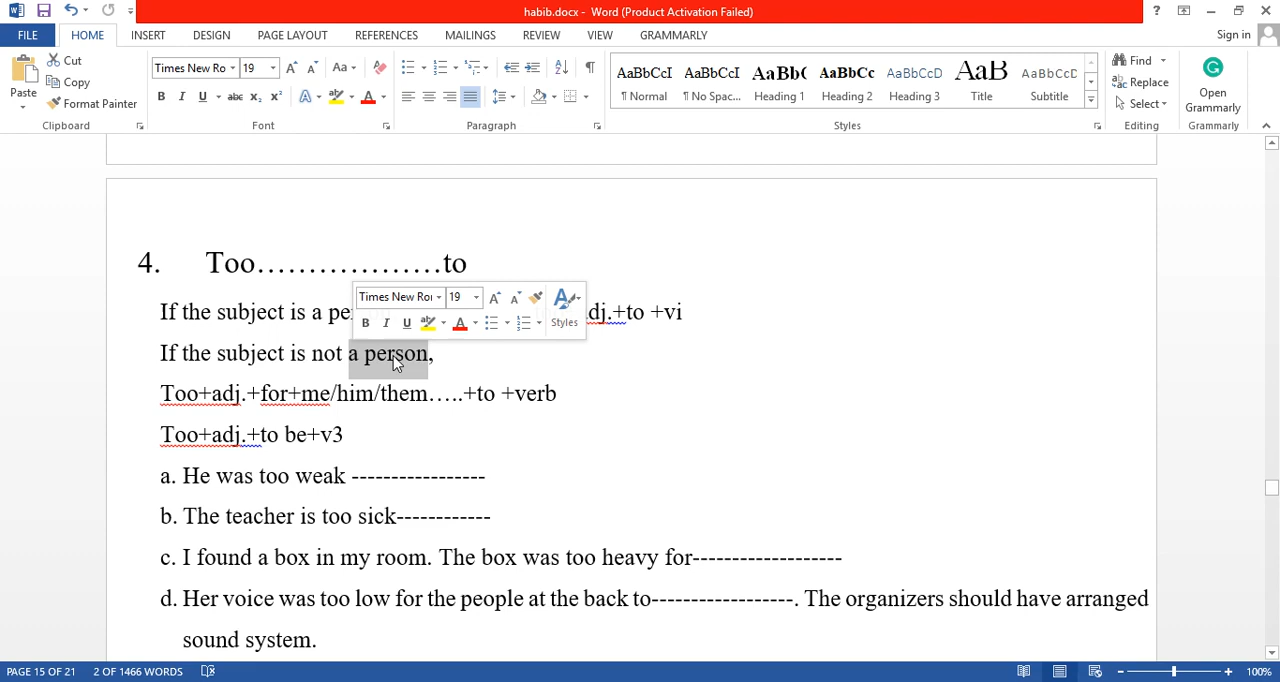 habib.docx - Word (Product Activation Failed)
FILE HOME INSERT DESIGN PAGE LAYOUT REFERENCES MAILINGS REVIEW VIEW GRAMMARLY Sign in
Cut
Copy
Format Painter
Paste
Clipboard
Times New Ro 19
Font
Paragraph
AaBbCcI AaBbCcI AaBb( AaBbCc AaBbCcD AaB AaBbCcD
¶ Normal ¶ No Spac... Heading 1 Heading 2 Heading 3 Title Subtitle
Styles
Find
Replace
Select
Editing
Open
Grammarly
Grammarly
4. Too………………to
Times New Roi 19
Styles
If the subject is a pe dj.+to +vi
If the subject is not a person,
Too+adj.+for+me/him/them…..+to +verb
Too+adj.+to be+v3
a. He was too weak -----------------
b. The teacher is too sick------------
c. I found a box in my room. The box was too heavy for-------------------
d. Her voice was too low for the people at the back to------------------. The organizers should have arranged
sound system.
PAGE 15 OF 21 2 OF 1466 WORDS 100%